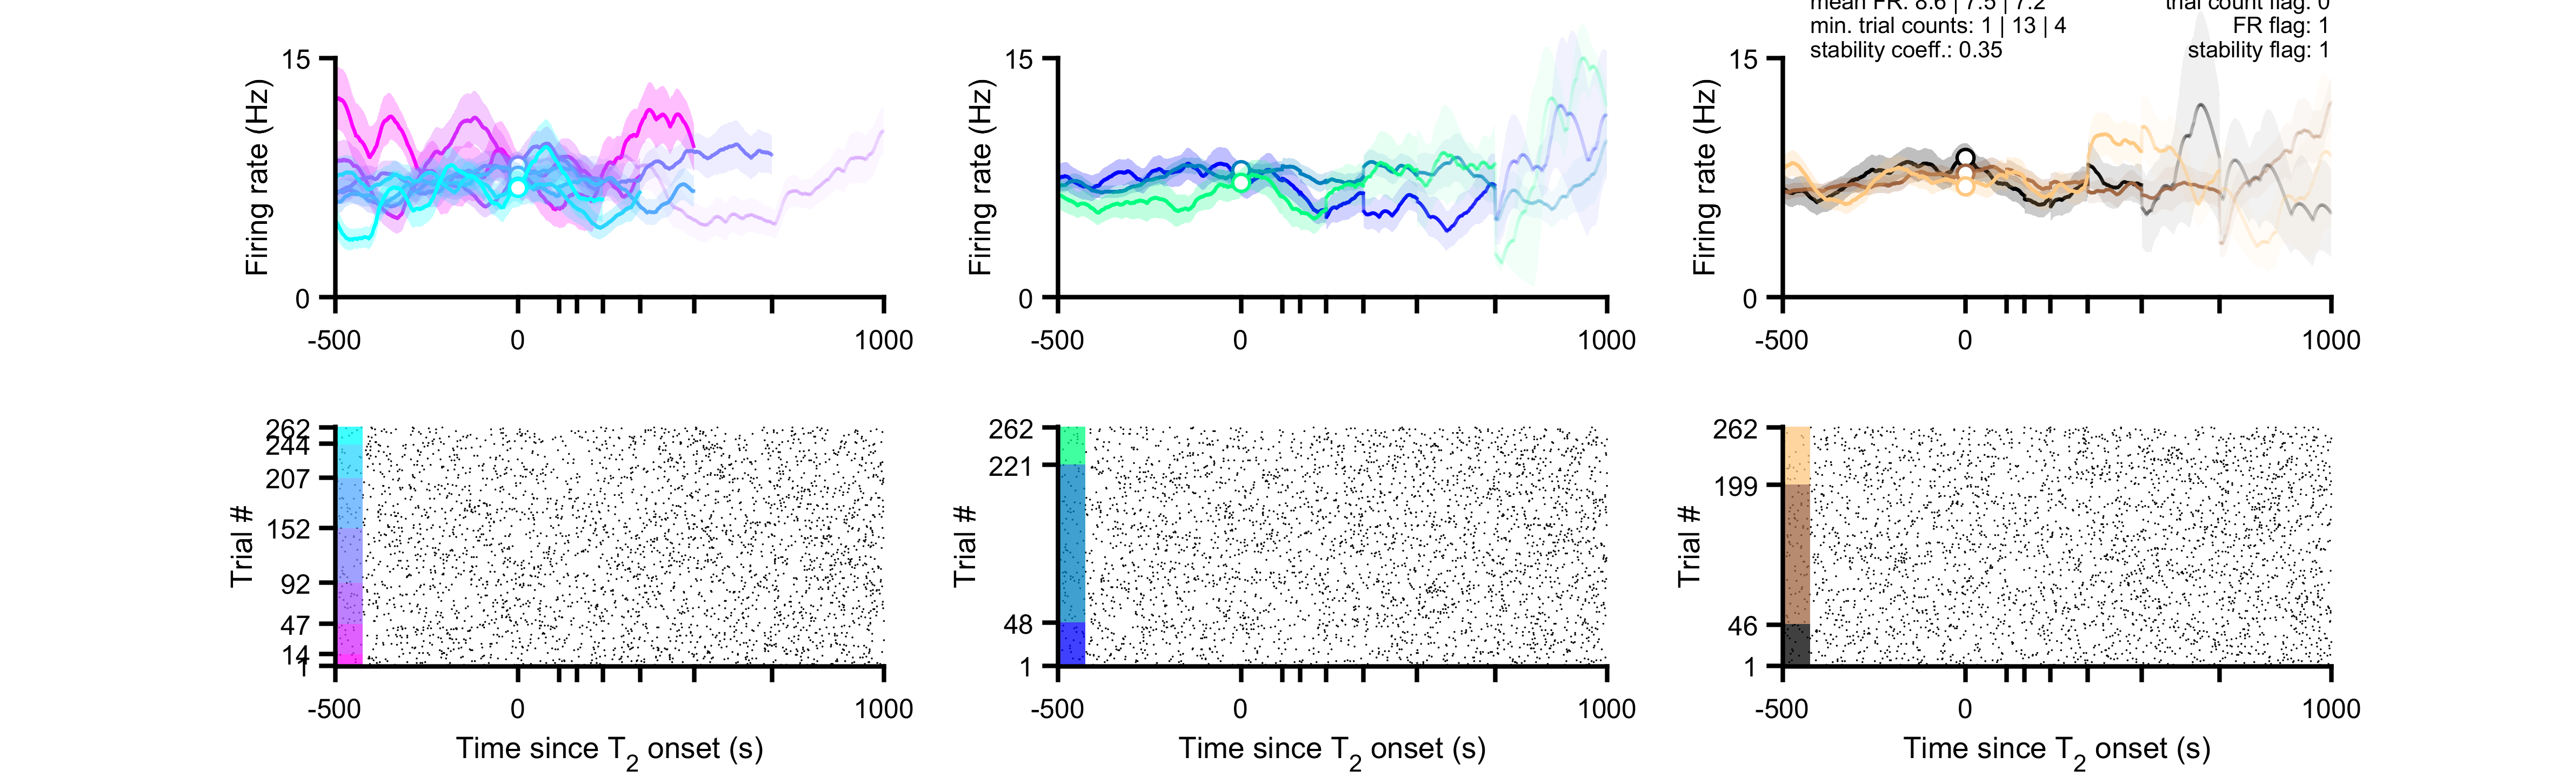 mean FR: 8.6 | 7.5 | 7.2
trial count flag: 0
min. trial counts: 1 | 13 | 4
FR flag: 1
stability coeff.: 0.35
stability flag: 1
15
Firing rate (Hz)
0
-500
0
1000
15
Firing rate (Hz)
0
-500
0
1000
15
Firing rate (Hz)
0
-500
0
1000
262
244
207
152
92
47
14
1
Trial #
-500
0
1000
Time since T2 onset (s)
262
221
48
1
Trial #
-500
0
1000
Time since T2 onset (s)
262
199
46
1
Trial #
-500
0
1000
Time since T2 onset (s)